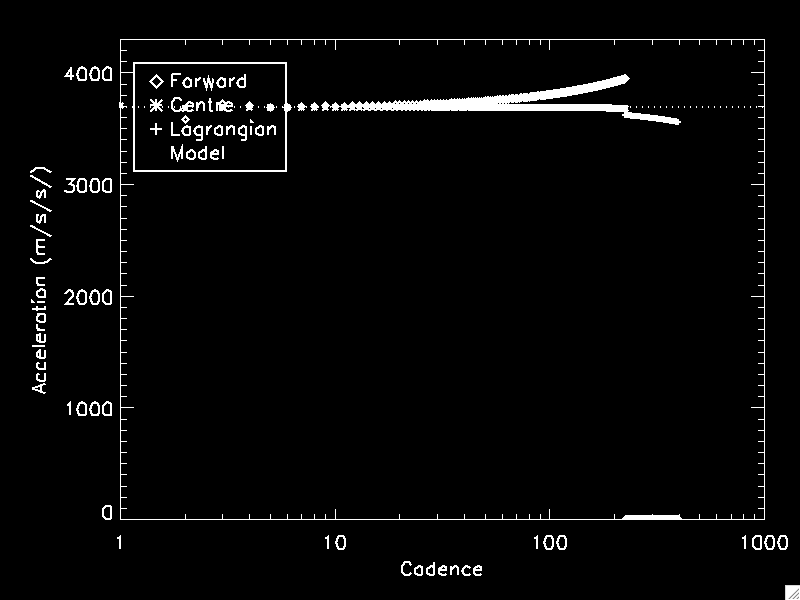 4000
3000
2000
1000
0
Acceleration (m/s/s/)
Forward
Centre
Lagrangian
Model
1 10 100 1000
Cadence